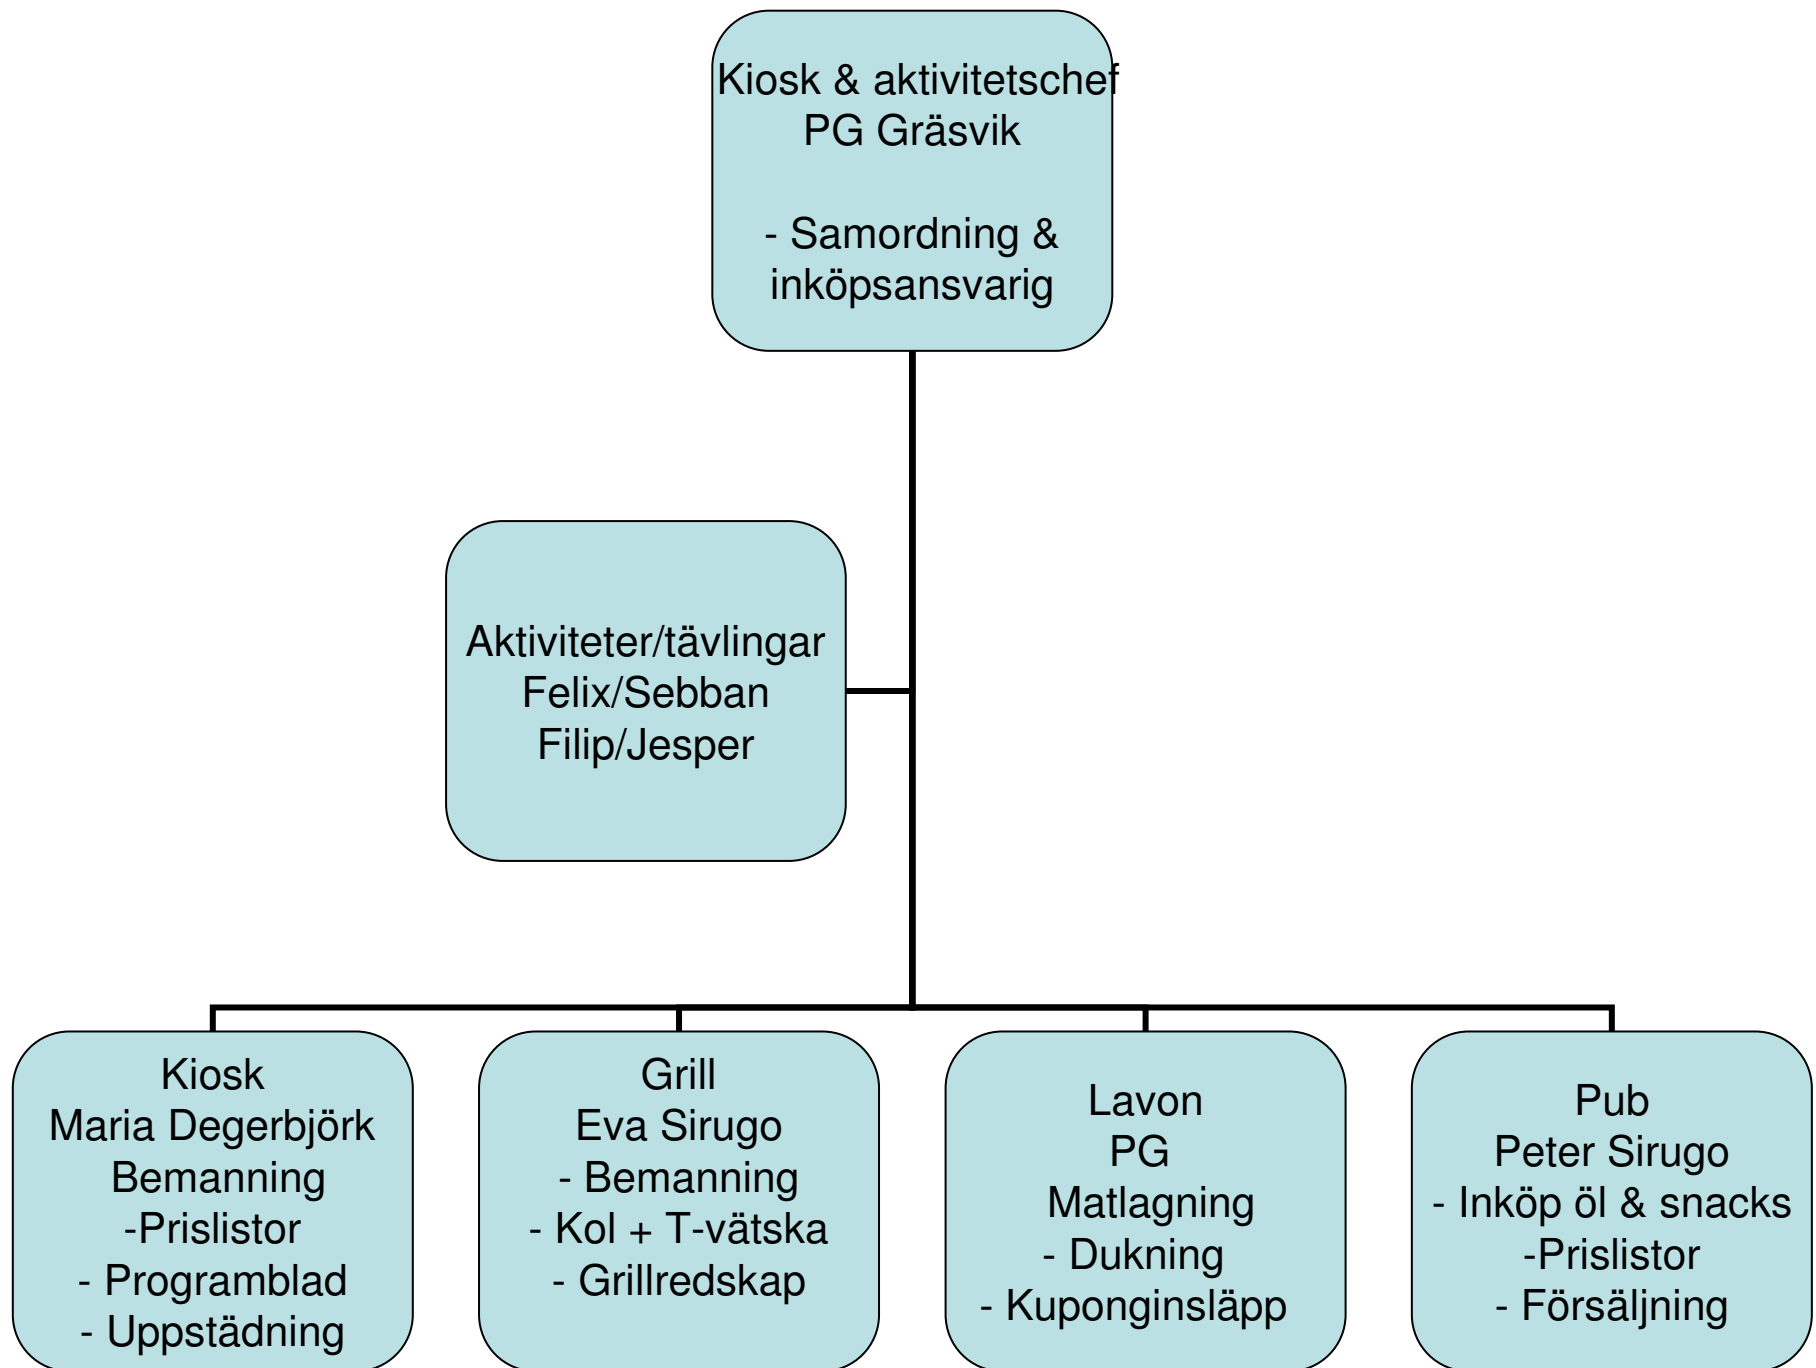 Kiosk & aktivitetschef
PG Gräsvik
- Samordning &
inköpsansvarig
Aktiviteter/tävlingar
Felix/Sebban
Filip/Jesper
Kiosk
Maria Degerbjörk
Bemanning
-Prislistor
- Programblad
- Uppstädning
Grill
Eva Sirugo
- Bemanning
- Kol + T-vätska
- Grillredskap
Lavon
PG
Matlagning
- Dukning
- Kuponginsläpp
Pub
Peter Sirugo
- Inköp öl & snacks
-Prislistor
- Försäljning